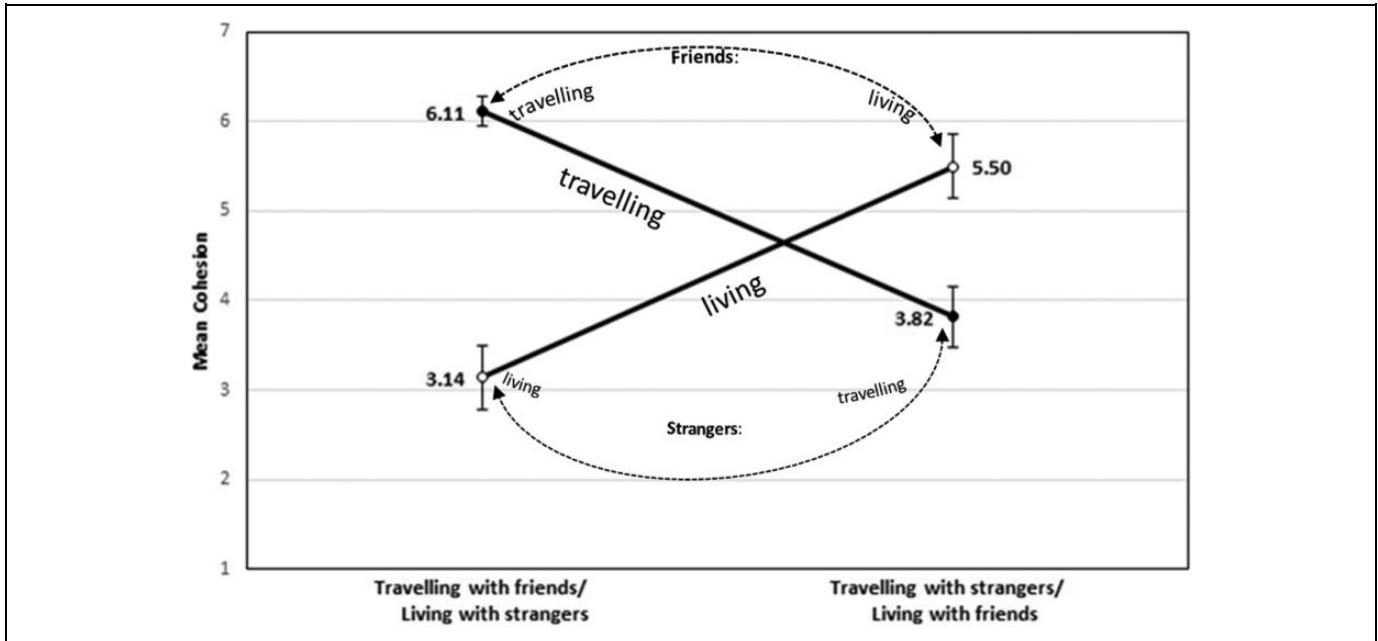 7
Friends:
travelling
living
6.11
6
5.50
travelling
5
Mean Cohesion
living
4
3.82
3.14
living
3
travelling
Strangers:
2
1
Travelling with friends/
Living with strangers
Travelling with strangers/
Living with friends